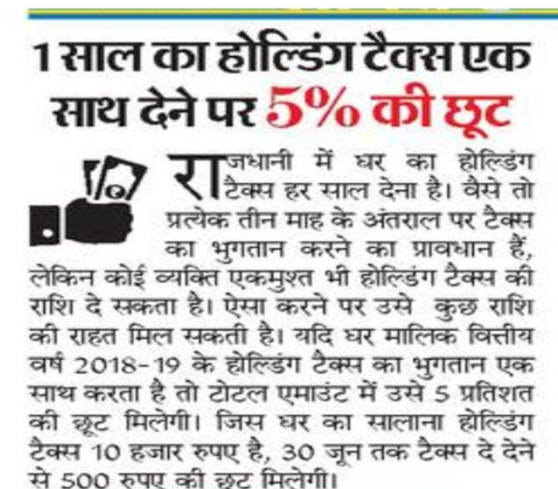 1 साल का होल्डिंग टैक्स एक
साथ देने पर 5% की छूट
राजधानी में घर का होल्डिंग
टैक्स हर साल देना है। वैसे तो
प्रत्येक तीन माह के अंतराल पर टैक्स
का भुगतान करने का प्रावधान हैं,
लेकिन कोई व्यक्ति एकमुश्त भी होल्डिंग टैक्स की
राशि दे सकता है। ऐसा करने पर उसे कुछ राशि
की राहत मिल सकती है। यदि घर मालिक वित्तीय
वर्ष 2018-19 के होल्डिंग टैक्स का भुगतान एक
साथ करता है तो टोटल एमाउंट में उसे 5 प्रतिशत
की छूट मिलेगी। जिस घर का सालाना होल्डिंग
टैक्स 10 हजार रुपए है, 30 जून तक टैक्स दे देने
से 500 रुपए की छूट मिलेगी।